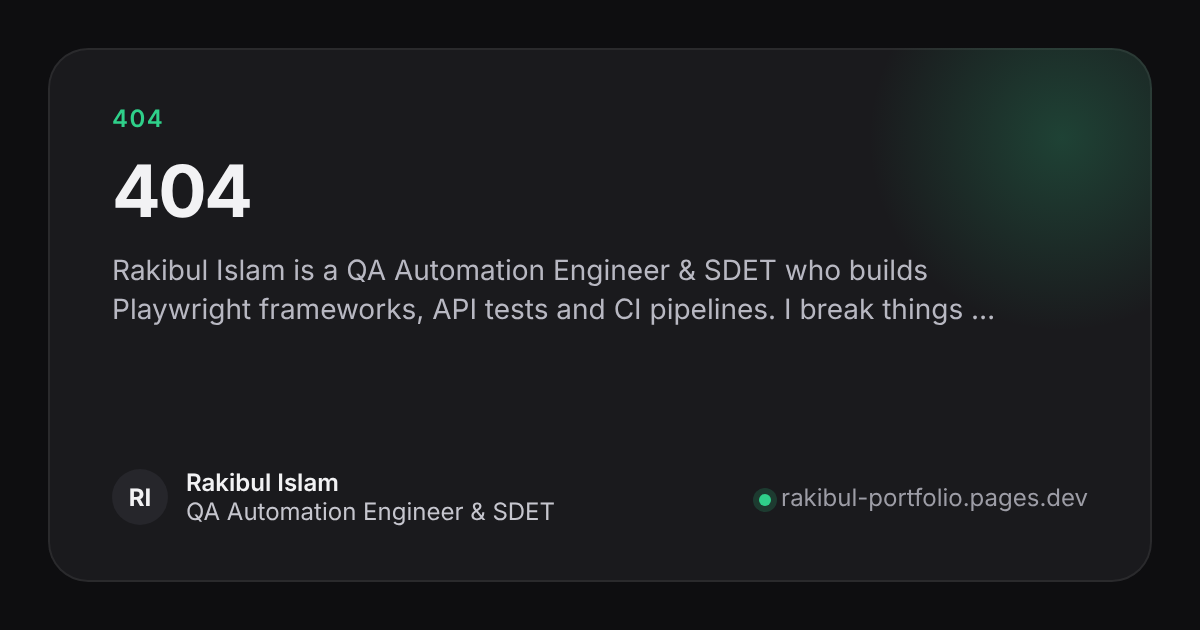 404
404
Rakibul Islam is a QA Automation Engineer & SDET who builds
Playwright frameworks, API tests and CI pipelines. I break things ...
RI
Rakibul Islam
QA Automation Engineer & SDET
rakibul-portfolio.pages.dev